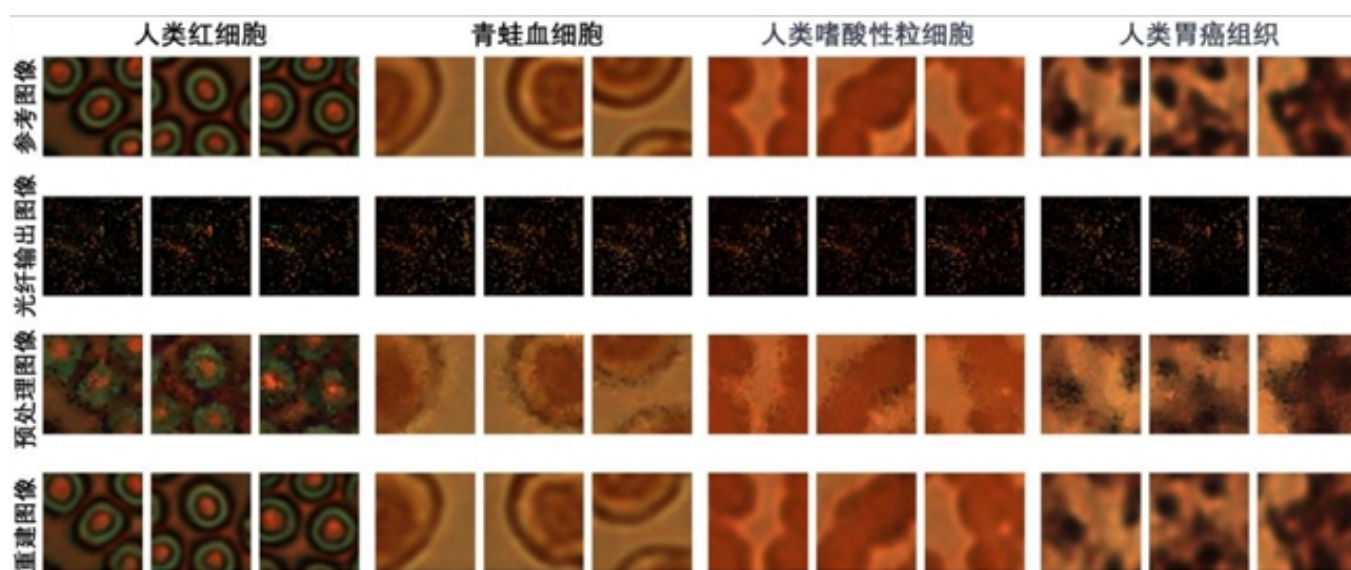 人类红细胞
青蛙血细胞
人类嗜酸性粒细胞
人类胃癌组织
参考图像
光纤输出图像
预处理图像
重建图像